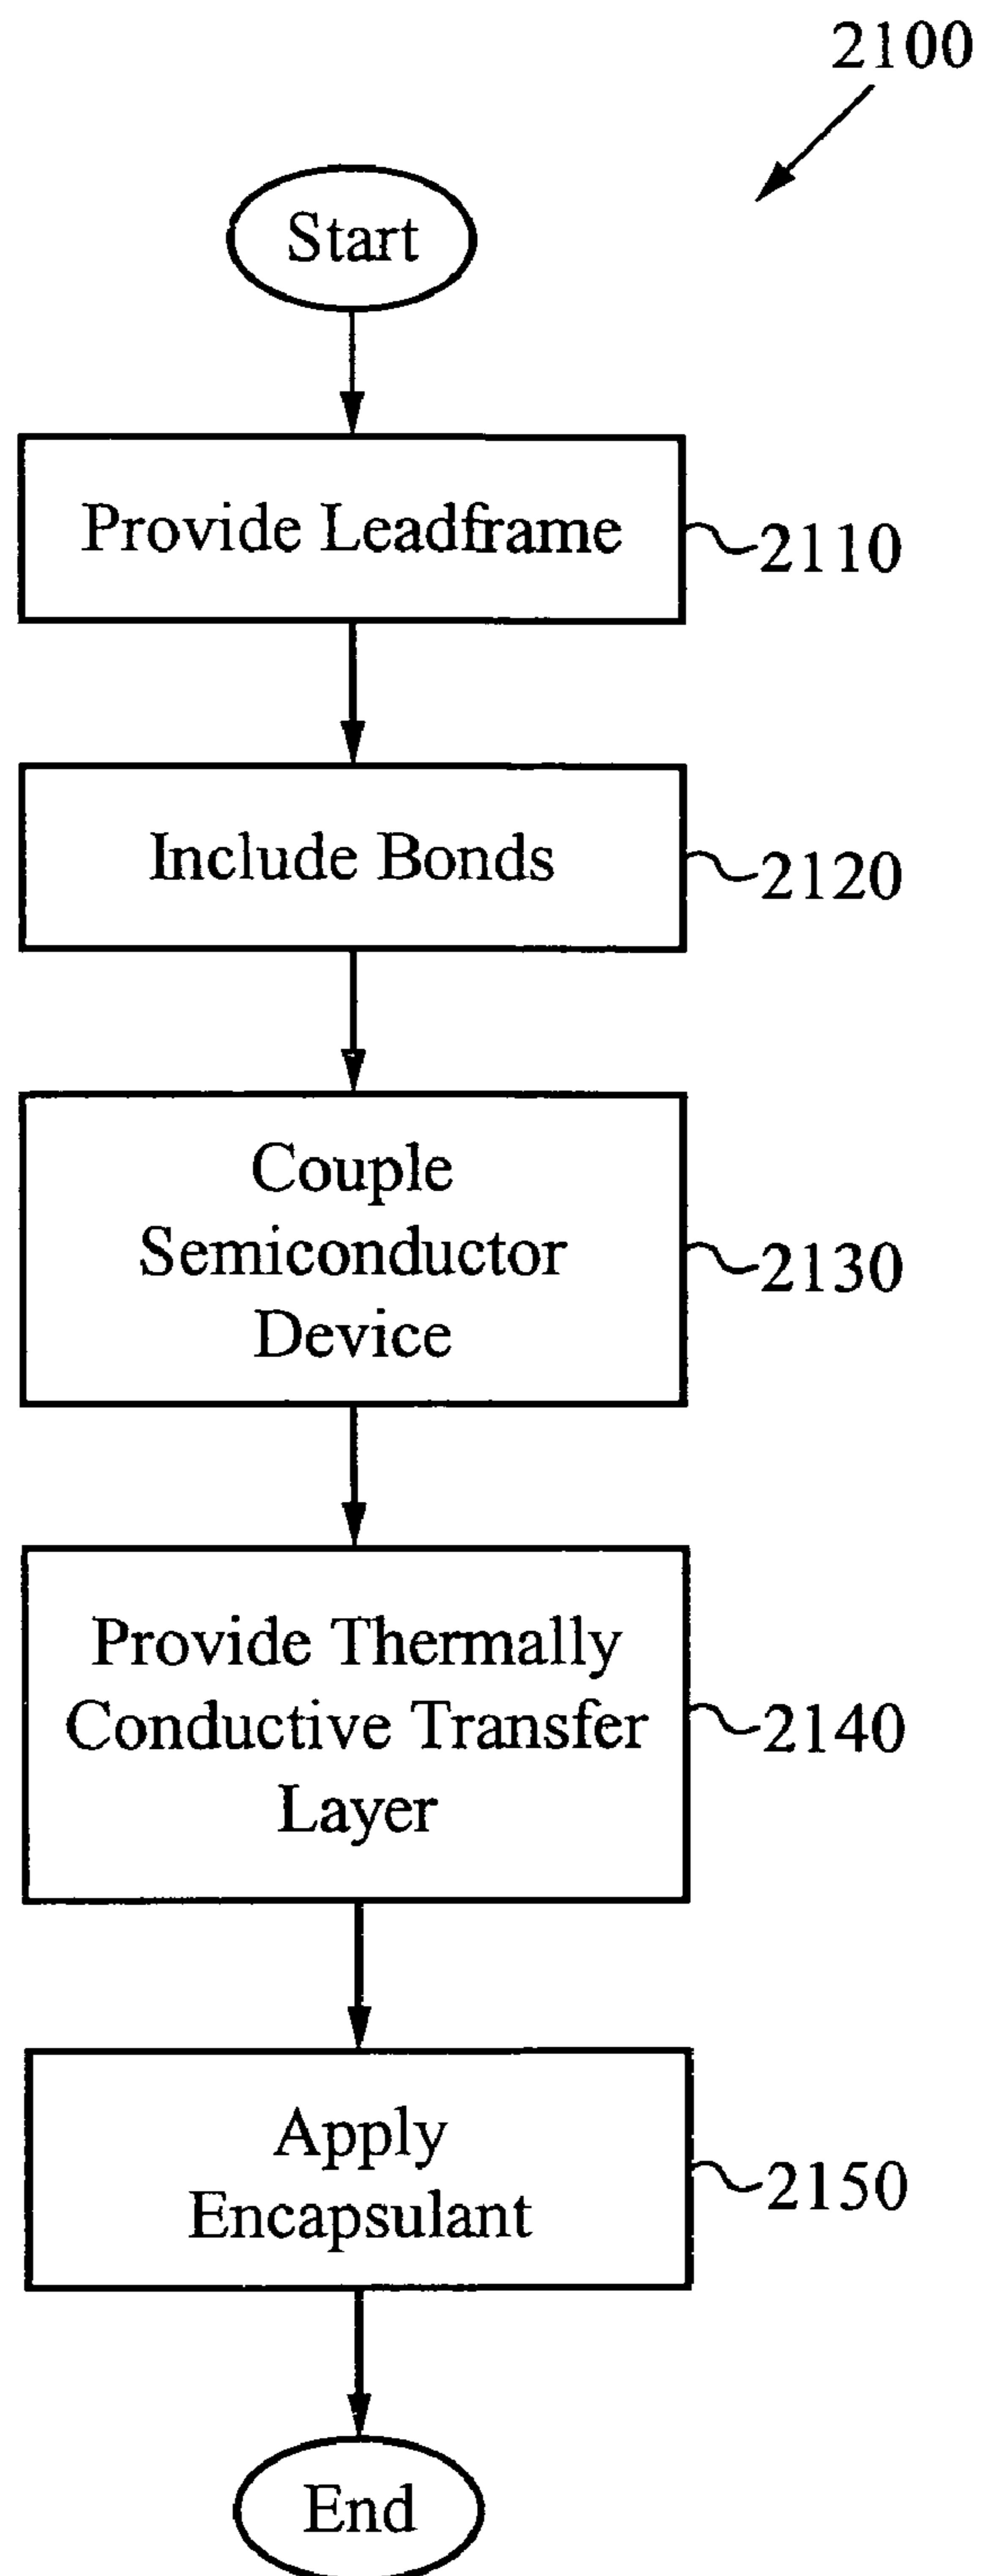 2100
Start
Provide Leadframe
2110
Include Bonds
2120
Couple
Semiconductor
Device
2130
Provide Thermally
Conductive Transfer
Layer
2140
Apply
Encapsulant
2150
End